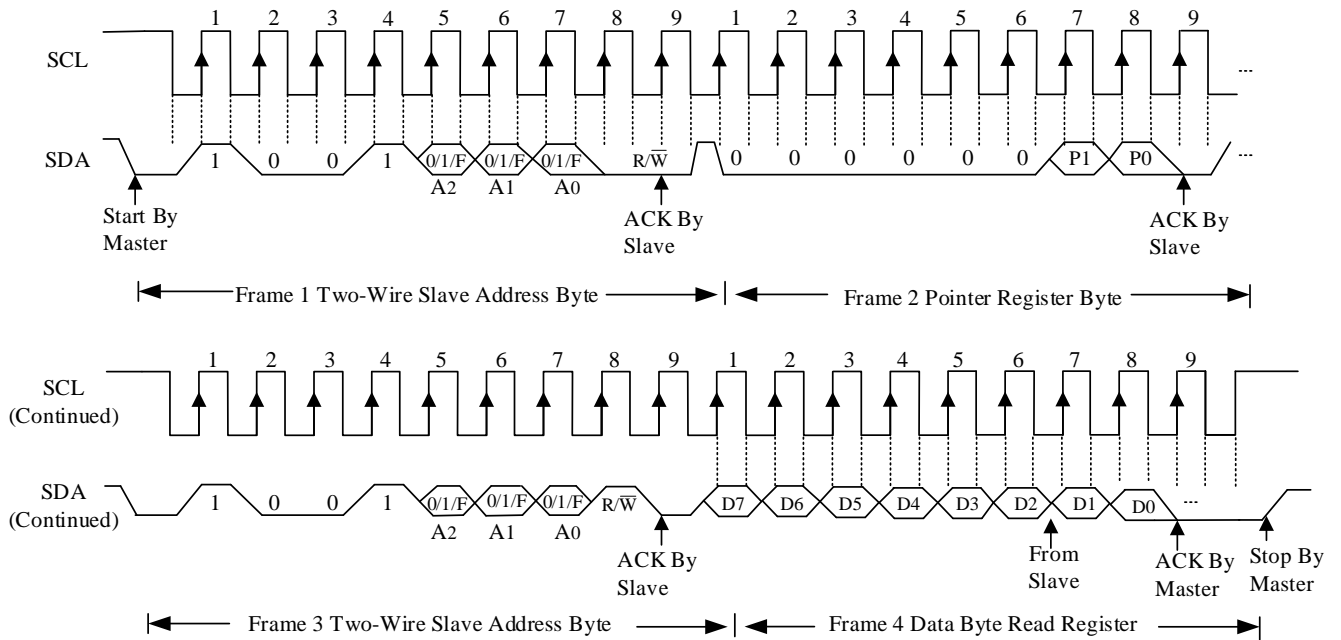 1 2 3 4 5 6 7 8 9 1 2 3 4 5 6 7 8 9
SCL
...
SDA 1 0 0 1 0/1/F 0/1/F 0/1/F R/W̅ 0 0 0 0 0 0 P1 P0 ...
A2 A1 A0
Start By
Master
ACK By
Slave
ACK By
Slave
Frame 1 Two-Wire Slave Address Byte
Frame 2 Pointer Register Byte
1 2 3 4 5 6 7 8 9 1 2 3 4 5 6 7 8 9
SCL
(Continued)
SDA
(Continued)
1 0 0 1 0/1/F 0/1/F 0/1/F R/W̅ D7 D6 D5 D4 D3 D2 D1 D0 ...
A2 A1 A0
ACK By
Slave
From
Slave
ACK By
Master
Stop By
Master
Frame 3 Two-Wire Slave Address Byte
Frame 4 Data Byte Read Register